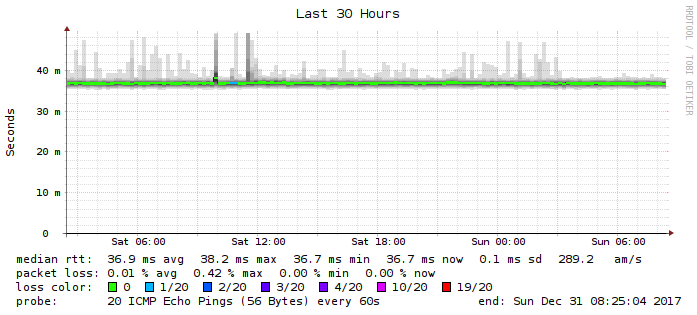 Last 30 Hours
RRDTOOL / TOBI OETIKER
Seconds
40 m
30 m
20 m
10 m
0
Sat 06:00 Sat 12:00 Sat 18:00 Sun 00:00 Sun 06:00
median rtt: 36.9 ms avg 38.2 ms max 36.7 ms min 36.7 ms now 0.1 ms sd 289.2 am/s
packet loss: 0.01 % avg 0.42 % max 0.00 % min 0.00 % now
loss color: 0 1/20 2/20 3/20 4/20 10/20 19/20
probe: 20 ICMP Echo Pings (56 Bytes) every 60s end: Sun Dec 31 08:25:04 2017